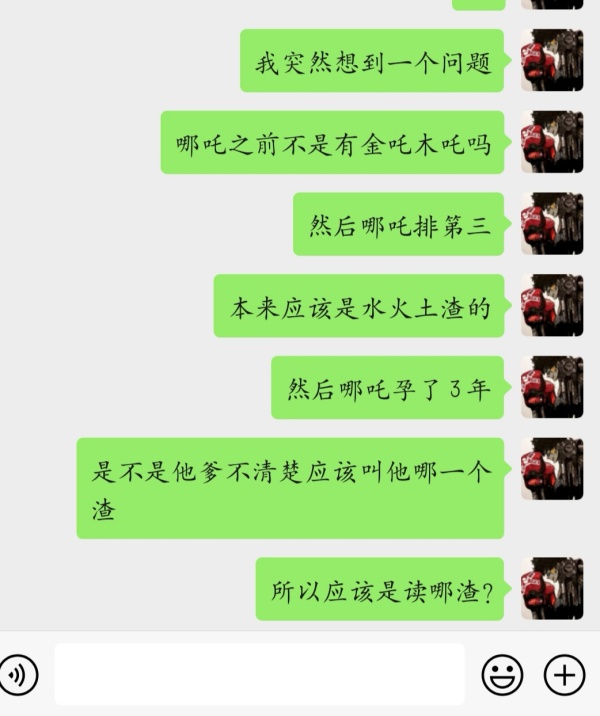 我突然想到一个问题
哪吒之前不是有金吒木吒吗
然后哪吒排第三
本来应该是水火土渣的
然后哪吒孕了3年
是不是他爹不清楚应该叫他哪一个
渣
所以应该是读哪渣?